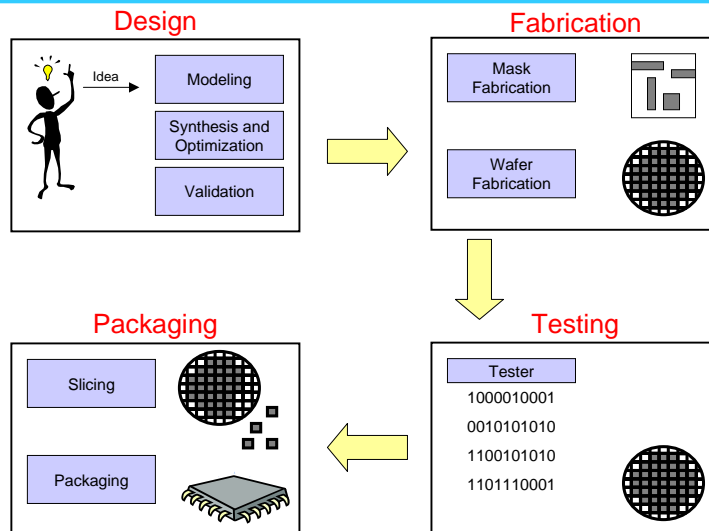 Design
Idea
Modeling
Synthesis and
Optimization
Validation
Fabrication
Mask
Fabrication
Wafer
Fabrication
Testing
Tester
1000010001
0010101010
1100101010
1101110001
Packaging
Slicing
Packaging